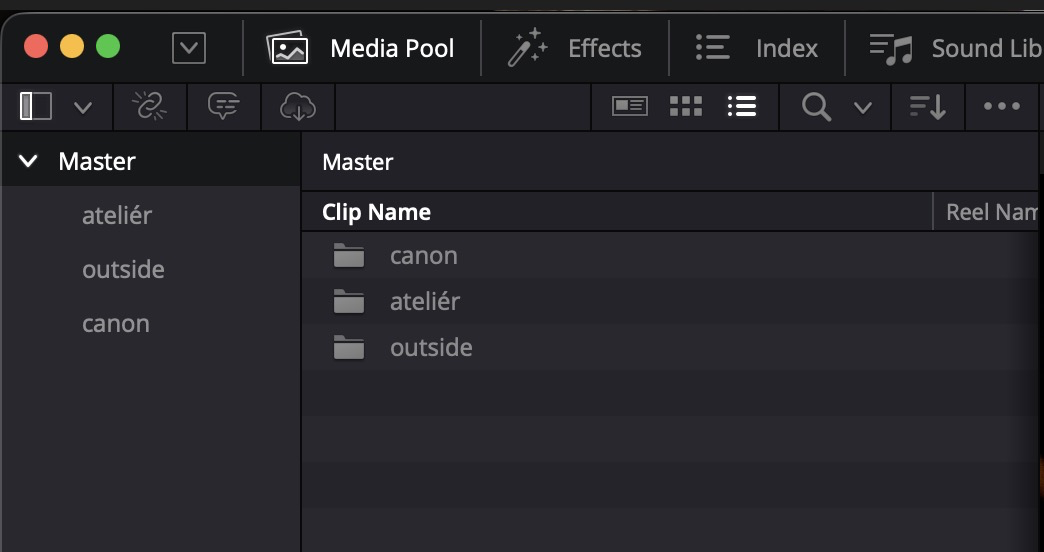 Media Pool Effects Index Sound Lib
Master
ateliér
outside
canon
Master
Clip Name Reel Nam
canon
ateliér
outside